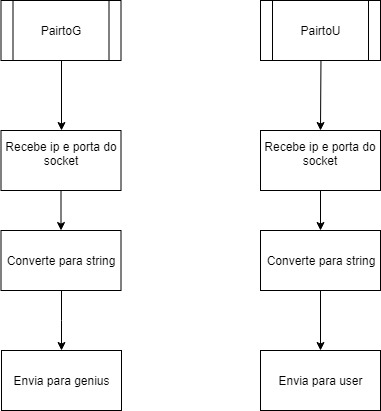 PairtoG
Recebe ip e porta do
socket
Converte para string
Envia para genius
PairtoU
Recebe ip e porta do
socket
Converte para string
Envia para user